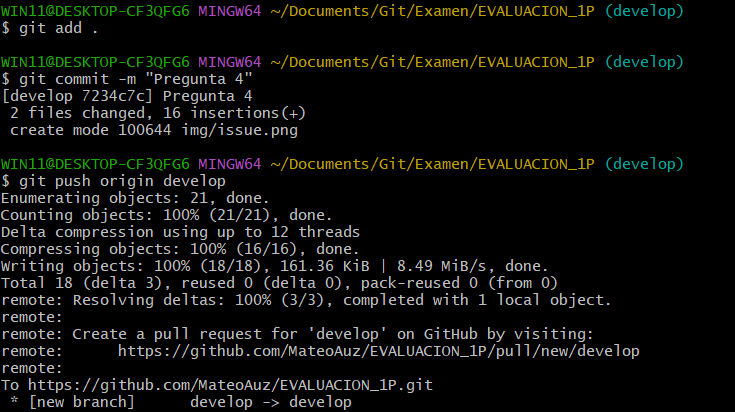 WIN11@DESKTOP-CF3QFG6 MINGW64 ~/Documents/Git/Examen/EVALUACION_1P (develop)
$ git add .
WIN11@DESKTOP-CF3QFG6 MINGW64 ~/Documents/Git/Examen/EVALUACION_1P (develop)
$ git commit -m "Pregunta 4"
[develop 7234c7c] Pregunta 4
 2 files changed, 16 insertions(+)
 create mode 100644 img/issue.png
WIN11@DESKTOP-CF3QFG6 MINGW64 ~/Documents/Git/Examen/EVALUACION_1P (develop)
$ git push origin develop
Enumerating objects: 21, done.
Counting objects: 100% (21/21), done.
Delta compression using up to 12 threads
Compressing objects: 100% (16/16), done.
Writing objects: 100% (18/18), 161.36 KiB | 8.49 MiB/s, done.
Total 18 (delta 3), reused 0 (delta 0), pack-reused 0 (from 0)
remote: Resolving deltas: 100% (3/3), completed with 1 local object.
remote:
remote: Create a pull request for 'develop' on GitHub by visiting:
remote:      https://github.com/MateoAuz/EVALUACION_1P/pull/new/develop
remote:
To https://github.com/MateoAuz/EVALUACION_1P.git
 * [new branch]      develop -> develop